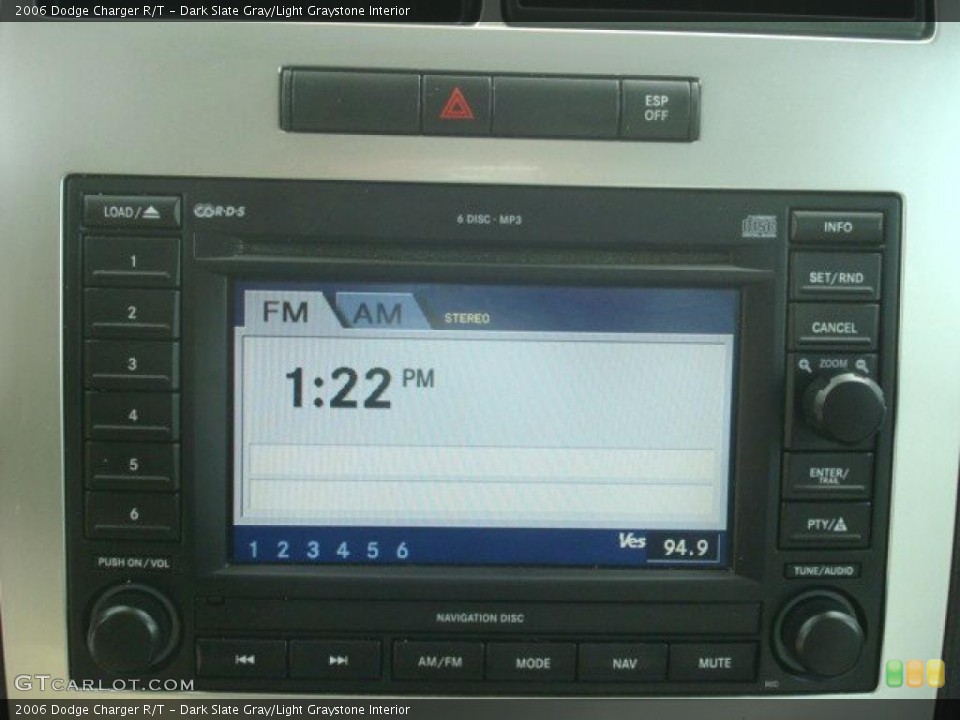 2006 Dodge Charger R/T - Dark Slate Gray/Light Graystone Interior
ESP
OFF
LOAD/
R·D·S
6 DISC · MP3
DISC
INFO
1
SET/RND
2
CANCEL
3
ZOOM
4
5
ENTER/
TRAIL
6
PTY/
FM AM STEREO
1:22 PM
1 2 3 4 5 6
Ves 94.9
PUSH ON/VOL
TUNE/AUDIO
NAVIGATION DISC
AM/FM MODE NAV MUTE
MIC
GTCARLOT.COM
2006 Dodge Charger R/T - Dark Slate Gray/Light Graystone Interior